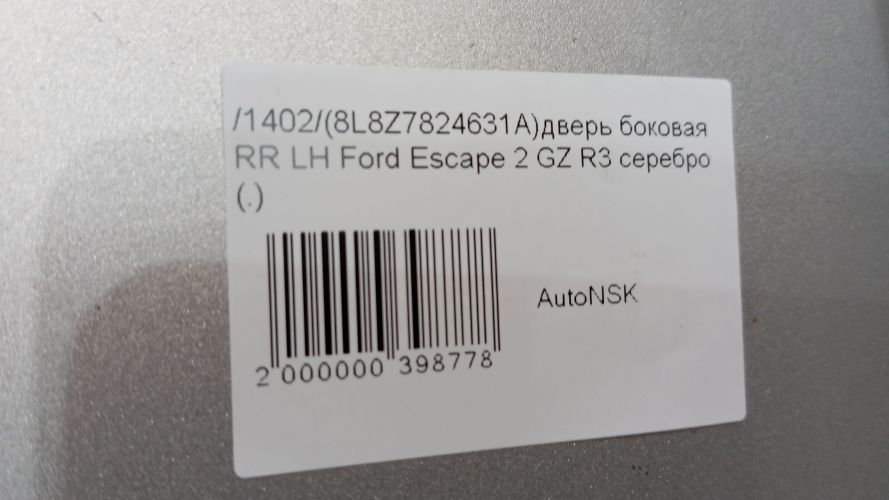 /1402/(8L8Z7824631A)дверь боковая
RR LH Ford Escape 2 GZ R3 серебро
(.)
AutoNSK
2 000000 398778